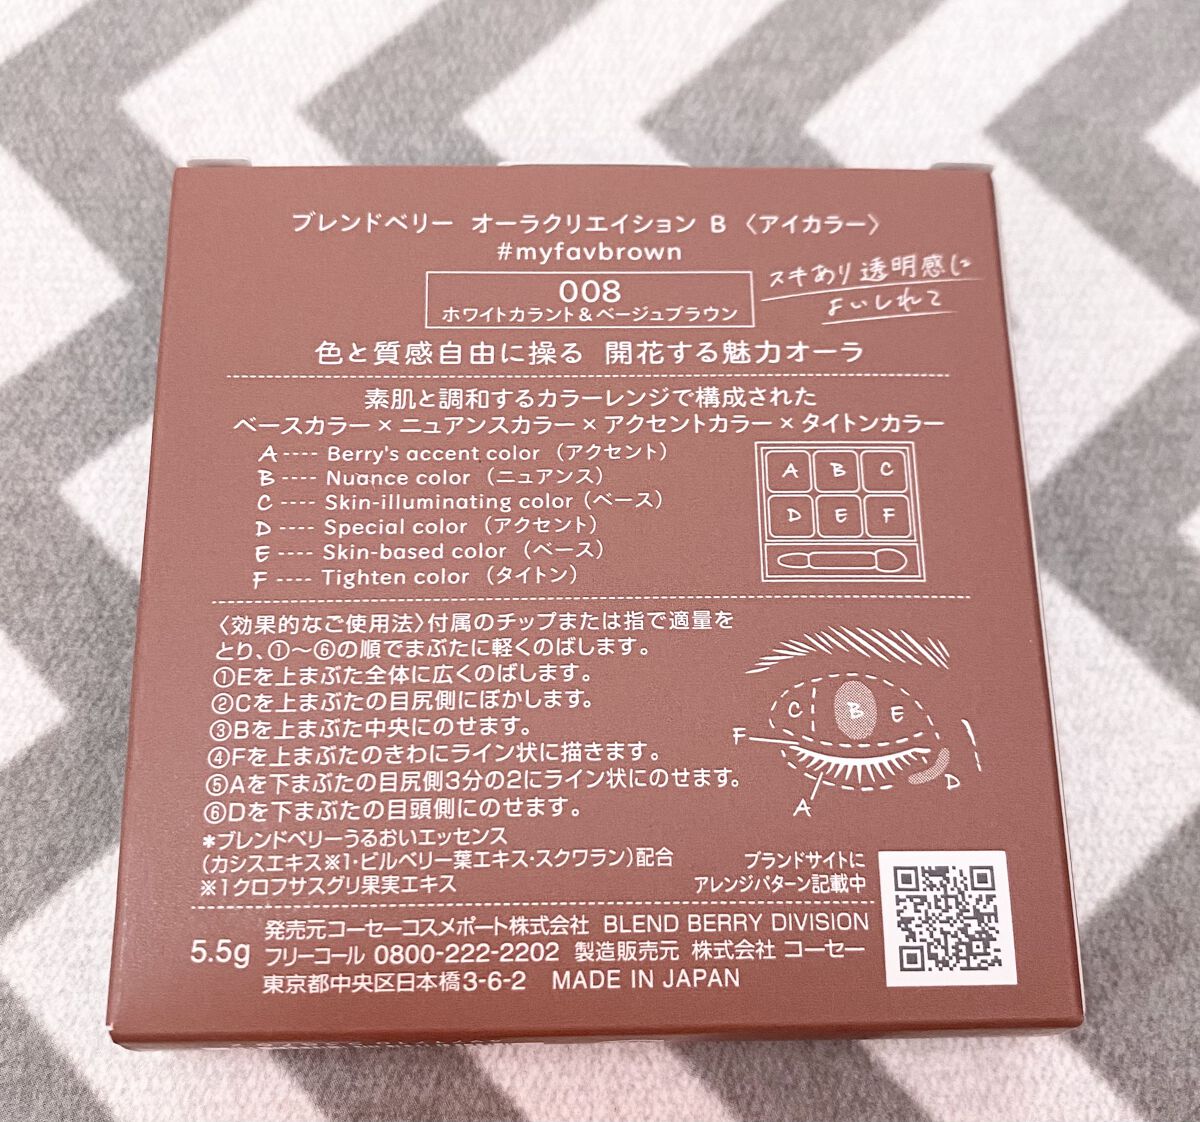 ブレンドベリー オーラクリエイション B 〈アイカラー〉
#myfavbrown
008
ホワイトカラント&ベージュブラウン
スキあり透明感に
よいしれて
色と質感自由に操る 開花する魅力オーラ
素肌と調和するカラーレンジで構成された
ベースカラー×ニュアンスカラー×アクセントカラー×タイトンカラー
A ---- Berry's accent color（アクセント）
B ---- Nuance color（ニュアンス）
C ---- Skin-illuminating color（ベース）
D ---- Special color（アクセント）
E ---- Skin-based color（ベース）
F ---- Tighten color（タイトン）
A B C
D E F
〈効果的なご使用法〉付属のチップまたは指で適量を
とり、①〜⑥の順でまぶたに軽くのばします。
①Eを上まぶた全体に広くのばします。
②Cを上まぶたの目尻側にぼかします。
③Bを上まぶた中央にのせます。
④Fを上まぶたのきわにライン状に描きます。
⑤Aを下まぶたの目尻側3分の2にライン状にのせます。
⑥Dを下まぶたの目頭側にのせます。
C B E
F
D
A
*ブレンドベリーうるおいエッセンス
（カシスエキス※1・ビルベリー葉エキス・スクワラン）配合
※1クロフサスグリ果実エキス
ブランドサイトに
アレンジパターン記載中
5.5g
発売元コーセーコスメポート株式会社 BLEND BERRY DIVISION
フリーコール 0800-222-2202 製造販売元 株式会社 コーセー
東京都中央区日本橋3-6-2 MADE IN JAPAN